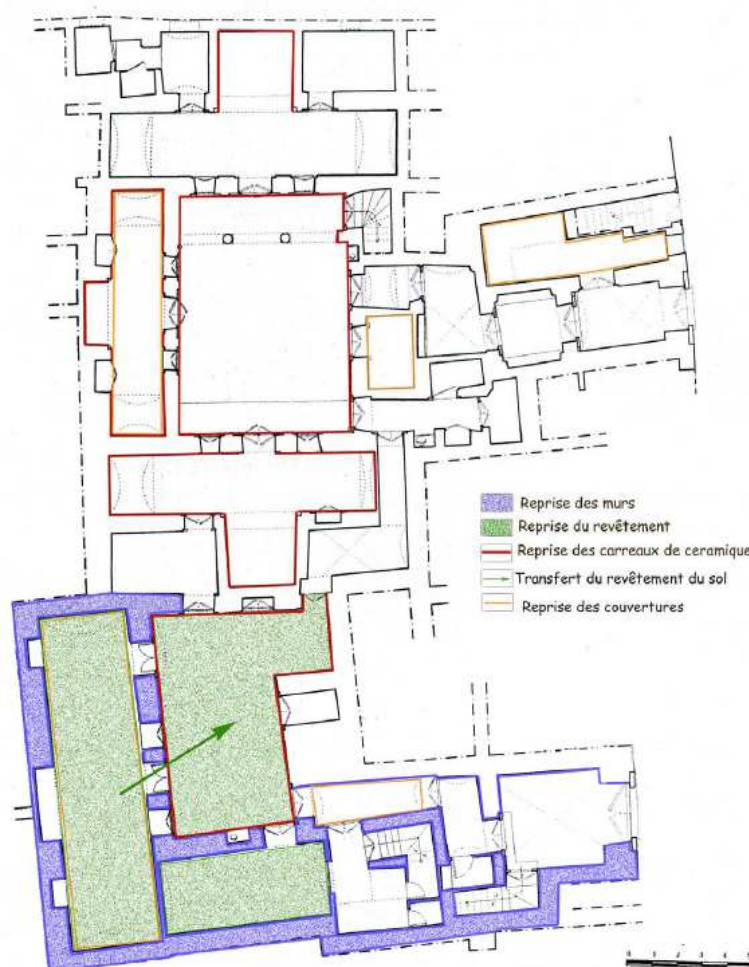 Reprise des murs
Reprise du revêtement
Reprise des carreaux de ceramique
Transfert du revêtement du sol
Reprise des couvertures